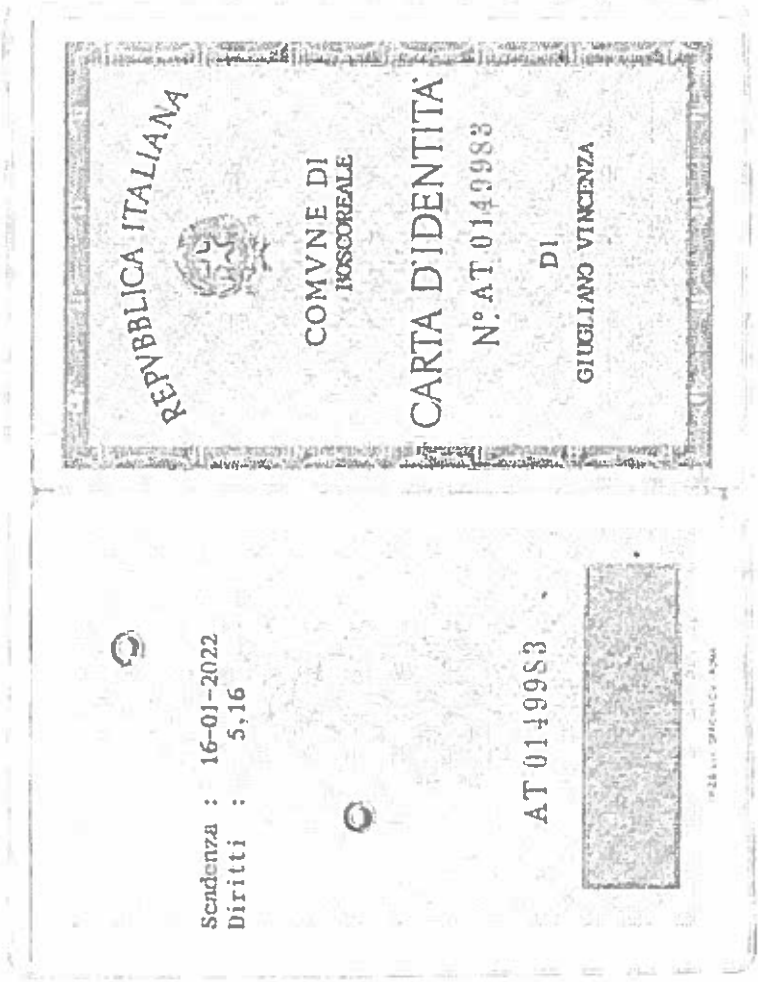 REPVBBLICA ITALIANA
COMVNE DI
BOSCOREALE
CARTA D'IDENTITA'
N.º AT 0149983
DI
GIUGLIANO VINCENZA
Scadenza : 16-01-2022
Diritti : 5,16
AT 0149983